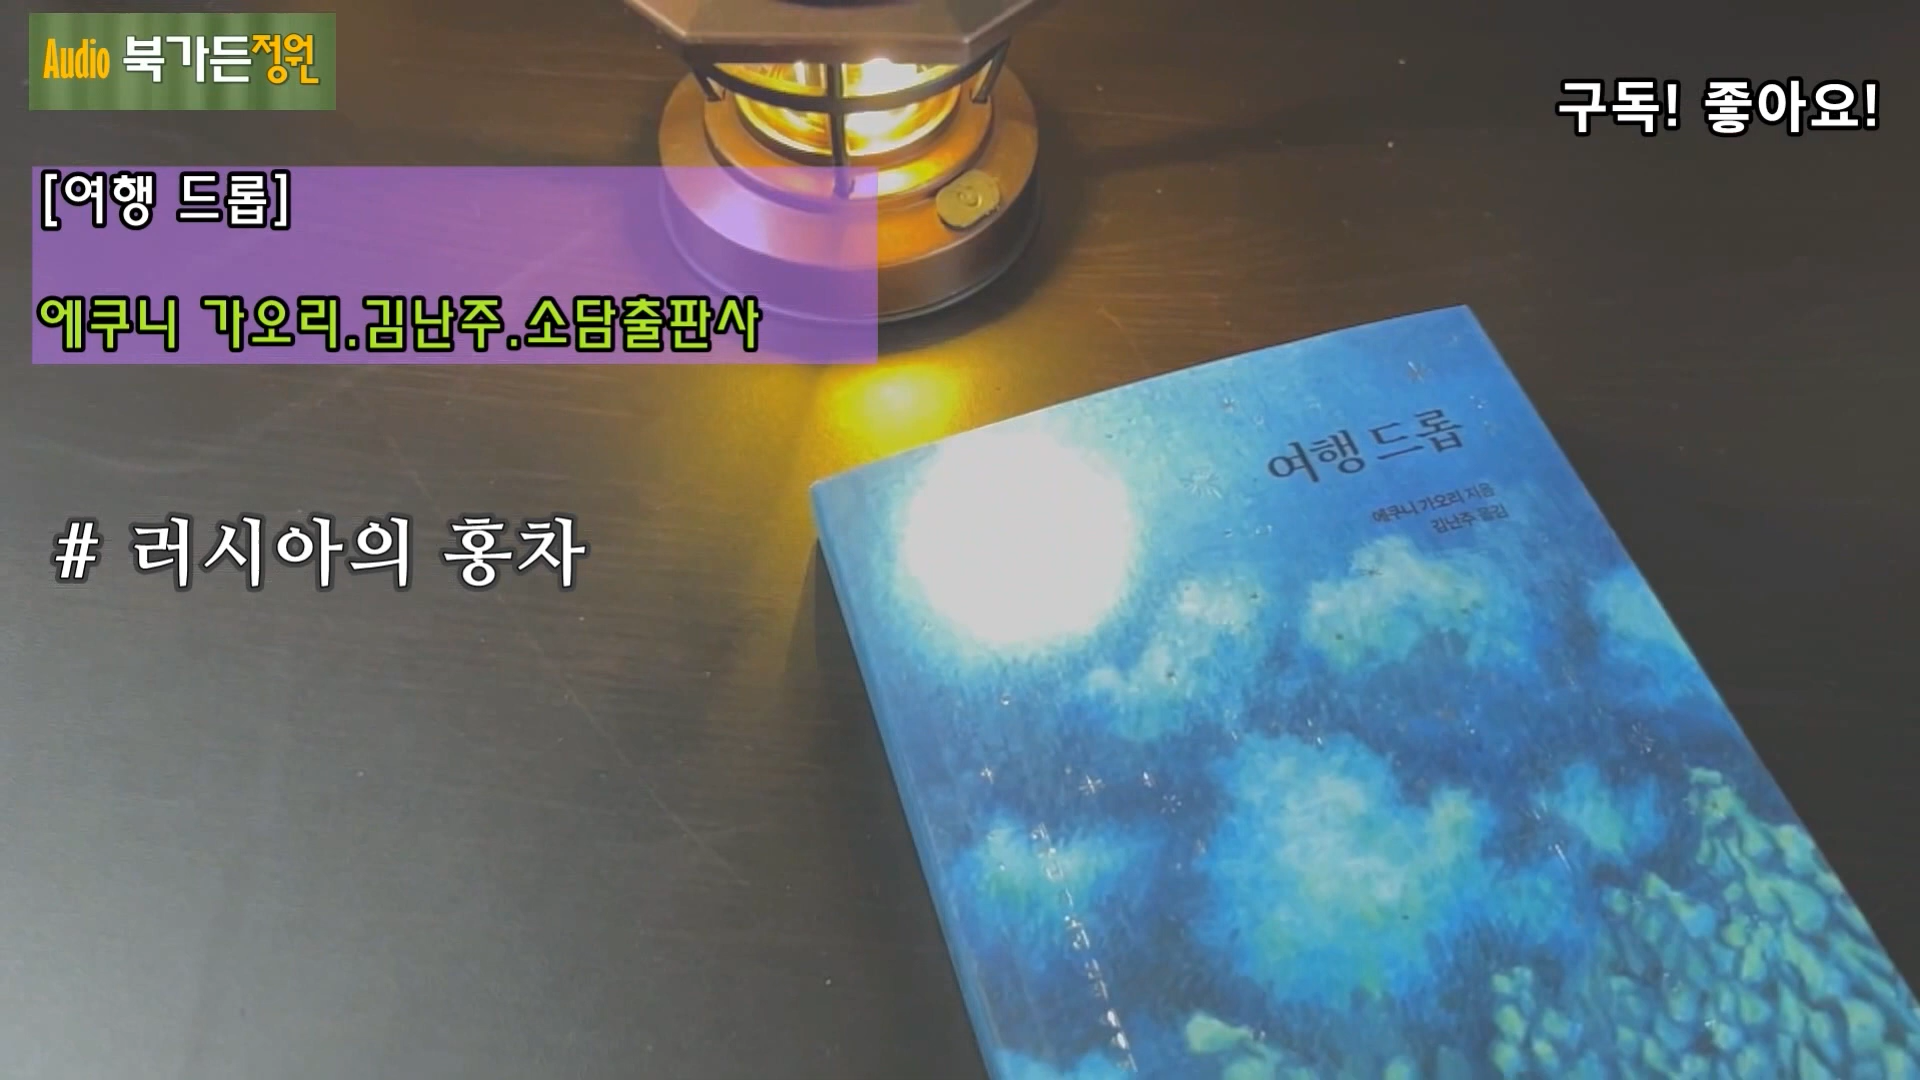 Audio 북가든정원
구독! 좋아요!
[여행 드롭]
에쿠니 가오리.김난주.소담출판사
# 러시아의 홍차
여행 드롭
에쿠니 가오리 지음
김난주 옮김